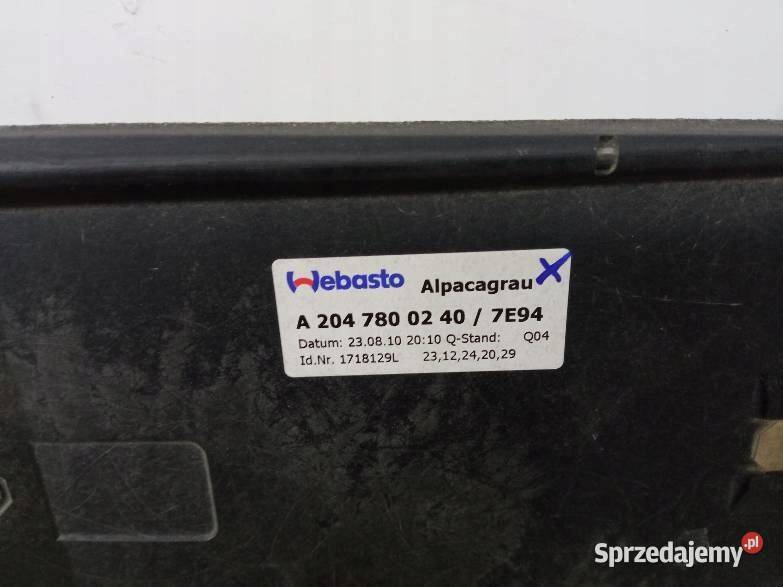 Webasto Alpacagrau X
A 204 780 02 40 / 7E94
Datum: 23.08.10 20:10 Q-Stand: Q04
Id.Nr. 1718129L 23,12,24,20,29
Sprzedajemy.pl